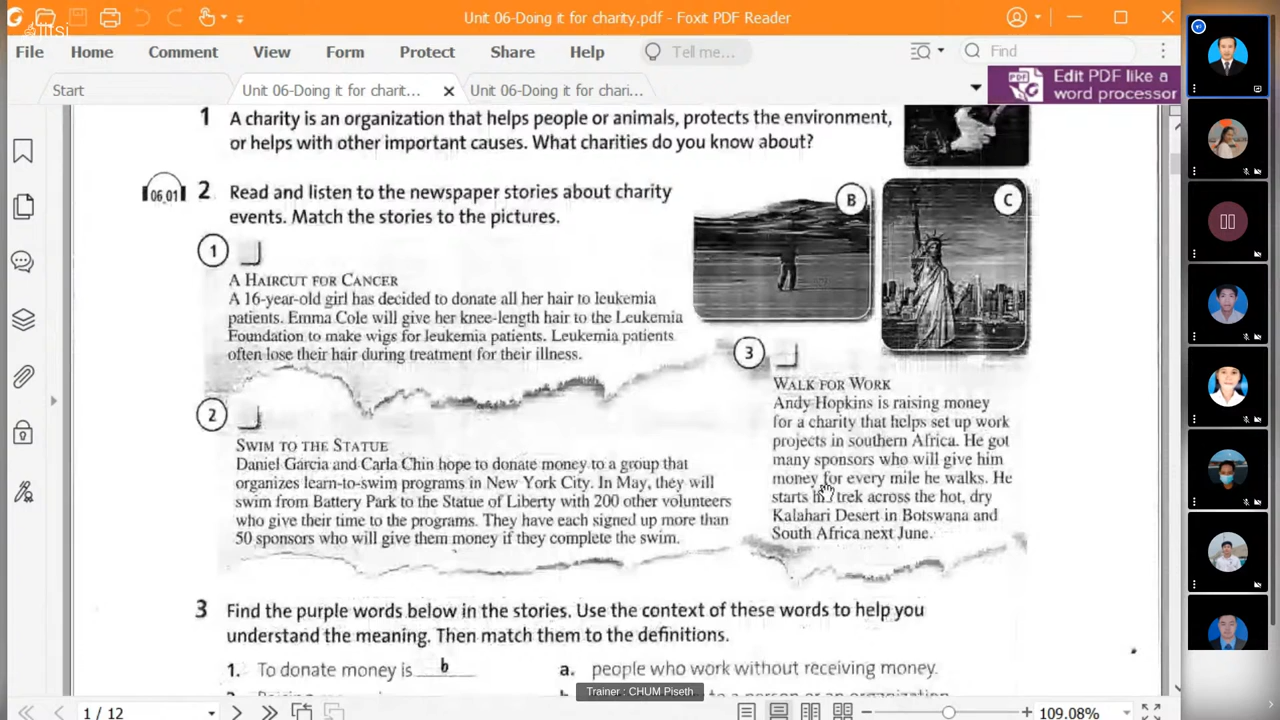 Unit 06-Doing it for charity.pdf - Foxit PDF Reader
File Home Comment View Form Protect Share Help Tell me... Find
Start Unit 06-Doing it for charit... Unit 06-Doing it for chari...
Edit PDF like a
word processor
1 A charity is an organization that helps people or animals, protects the environment,
or helps with other important causes. What charities do you know about?
06_01 2 Read and listen to the newspaper stories about charity
events. Match the stories to the pictures.
B
C
1
A HAIRCUT FOR CANCER
A 16-year-old girl has decided to donate all her hair to leukemia
patients. Emma Cole will give her knee-length hair to the Leukemia
Foundation to make wigs for leukemia patients. Leukemia patients
often lose their hair during treatment for their illness.
2
SWIM TO THE STATUE
Daniel Garcia and Carla Chin hope to donate money to a group that
organizes learn-to-swim programs in New York City. In May, they will
swim from Battery Park to the Statue of Liberty with 200 other volunteers
who give their time to the programs. They have each signed up more than
50 sponsors who will give them money if they complete the swim.
3
WALK FOR WORK
Andy Hopkins is raising money
for a charity that helps set up work
projects in southern Africa. He got
many sponsors who will give him
money for every mile he walks. He
starts trek across the hot, dry
Kalahari Desert in Botswana and
South Africa next June.
3 Find the purple words below in the stories. Use the context of these words to help you
understand the meaning. Then match them to the definitions.
1. To donate money is b
a. people who work without receiving money.
Trainer : CHUM Piseth
1 / 12
109.08%